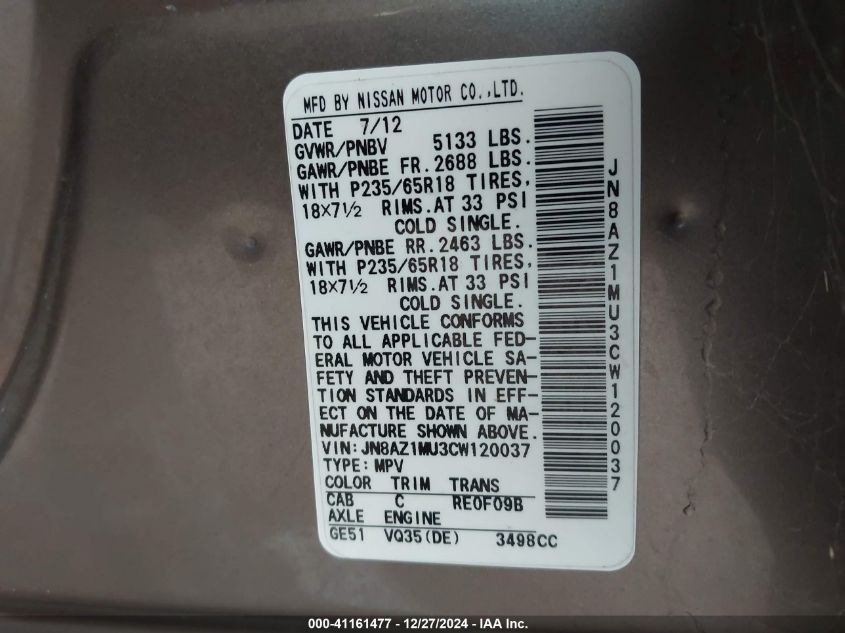 MFD BY NISSAN MOTOR CO.,LTD.
DATE 7/12
GVWR/PNBV 5133 LBS.
GAWR/PNBE FR.2688 LBS.
WITH P235/65R18 TIRES,
18×7½ RIMS.AT 33 PSI
COLD SINGLE.
GAWR/PNBE RR.2463 LBS.
WITH P235/65R18 TIRES,
18×7½ RIMS.AT 33 PSI
COLD SINGLE.
THIS VEHICLE CONFORMS
TO ALL APPLICABLE FED-
ERAL MOTOR VEHICLE SA-
FETY AND THEFT PREVEN-
TION STANDARDS IN EFF-
ECT ON THE DATE OF MA-
NUFACTURE SHOWN ABOVE.
VIN:JN8AZ1MU3CW120037
TYPE:MPV
COLOR TRIM TRANS
CAB C RE0F09B
AXLE ENGINE
GE51 VQ35(DE) 3498CC
JN8AZ1MU3CW120037
000-41161477 – 12/27/2024 – IAA Inc.